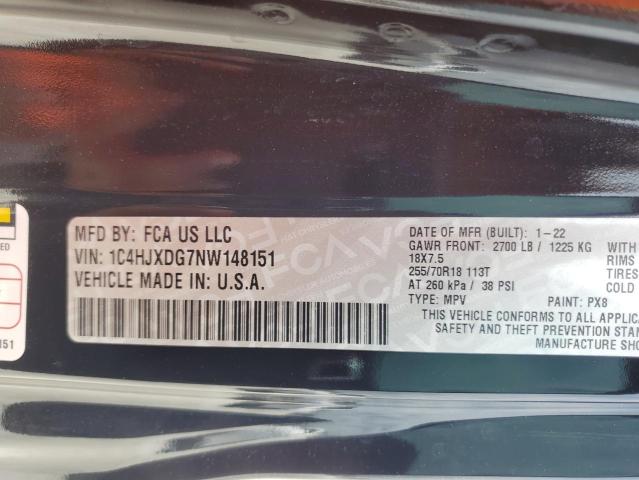 MFD BY: FCA US LLC
VIN: 1C4HJXDG7NW148151
VEHICLE MADE IN: U.S.A.
DATE OF MFR (BUILT): 1-22
GAWR FRONT: 2700 LB / 1225 KG
18X7.5
255/70R18 113T
AT 260 kPa / 38 PSI
TYPE: MPV PAINT: PX8
THIS VEHICLE CONFORMS TO ALL APPLICA
SAFETY AND THEFT PREVENTION STAN
MANUFACTURE SHO
WITH
RIMS
TIRES
COLD
151
FCA